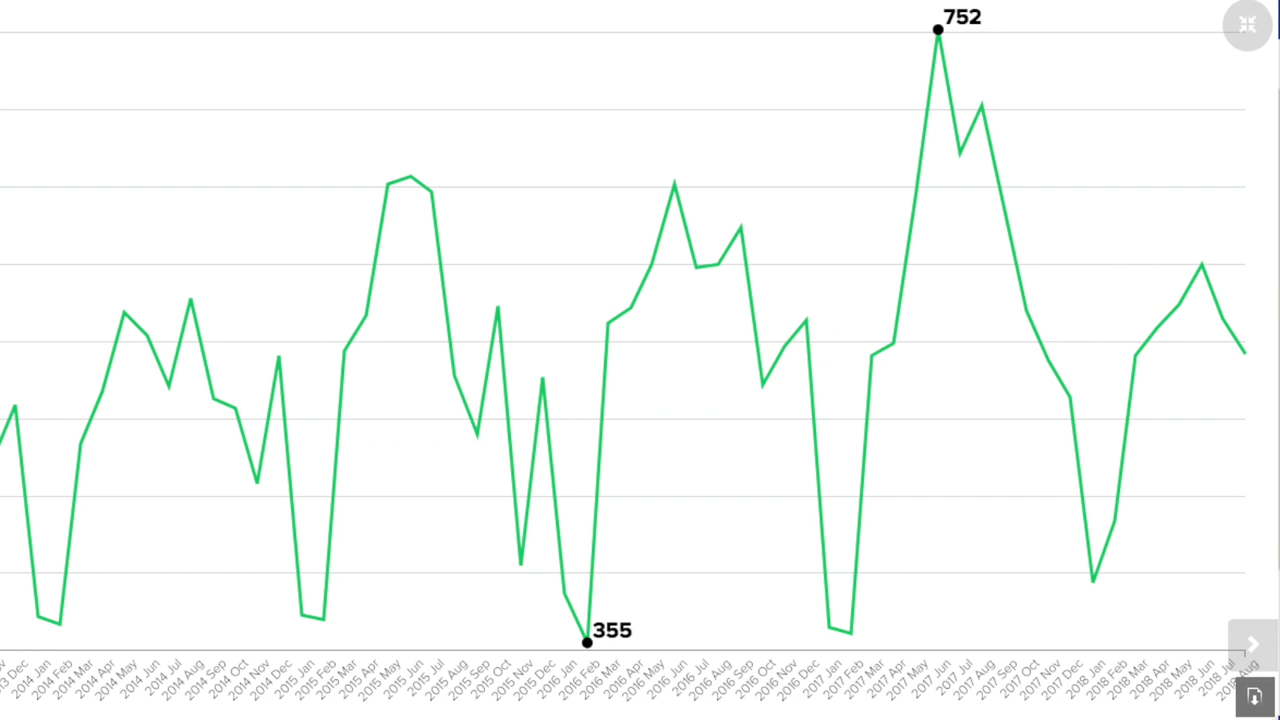 752
355
13 Dec
2014 Jan
2014 Feb
2014 Mar
2014 Apr
2014 May
2014 Jun
2014 Jul
2014 Aug
2014 Sep
2014 Oct
2014 Nov
2014 Dec
2015 Jan
2015 Feb
2015 Mar
2015 Apr
2015 May
2015 Jun
2015 Jul
2015 Aug
2015 Sep
2015 Oct
2015 Nov
2015 Dec
2016 Jan
2016 Feb
2016 Mar
2016 Apr
2016 May
2016 Jun
2016 Jul
2016 Aug
2016 Sep
2016 Oct
2016 Nov
2016 Dec
2017 Jan
2017 Feb
2017 Mar
2017 Apr
2017 May
2017 Jun
2017 Jul
2017 Aug
2017 Sep
2017 Oct
2017 Nov
2017 Dec
2018 Jan
2018 Feb
2018 Mar
2018 Apr
2018 May
2018 Jun
2018 Jul
2018 Aug